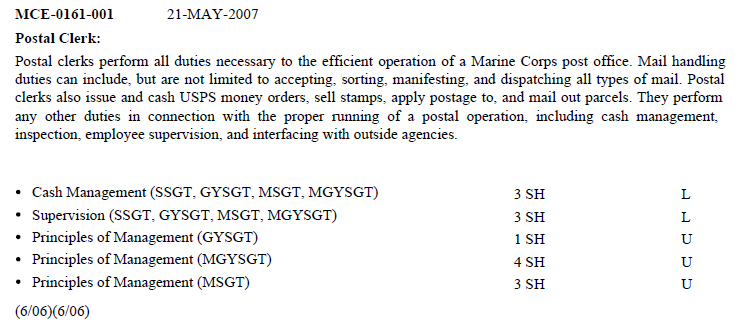 MCE-0161-001 21-MAY-2007
Postal Clerk:
Postal clerks perform all duties necessary to the efficient operation of a Marine Corps post office. Mail handling
duties can include, but are not limited to accepting, sorting, manifesting, and dispatching all types of mail. Postal
clerks also issue and cash USPS money orders, sell stamps, apply postage to, and mail out parcels. They perform
any other duties in connection with the proper running of a postal operation, including cash management,
inspection, employee supervision, and interfacing with outside agencies.
• Cash Management (SSGT, GYSGT, MSGT, MGYSGT) 3 SH L
• Supervision (SSGT, GYSGT, MSGT, MGYSGT) 3 SH L
• Principles of Management (GYSGT) 1 SH U
• Principles of Management (MGYSGT) 4 SH U
• Principles of Management (MSGT) 3 SH U
(6/06)(6/06)